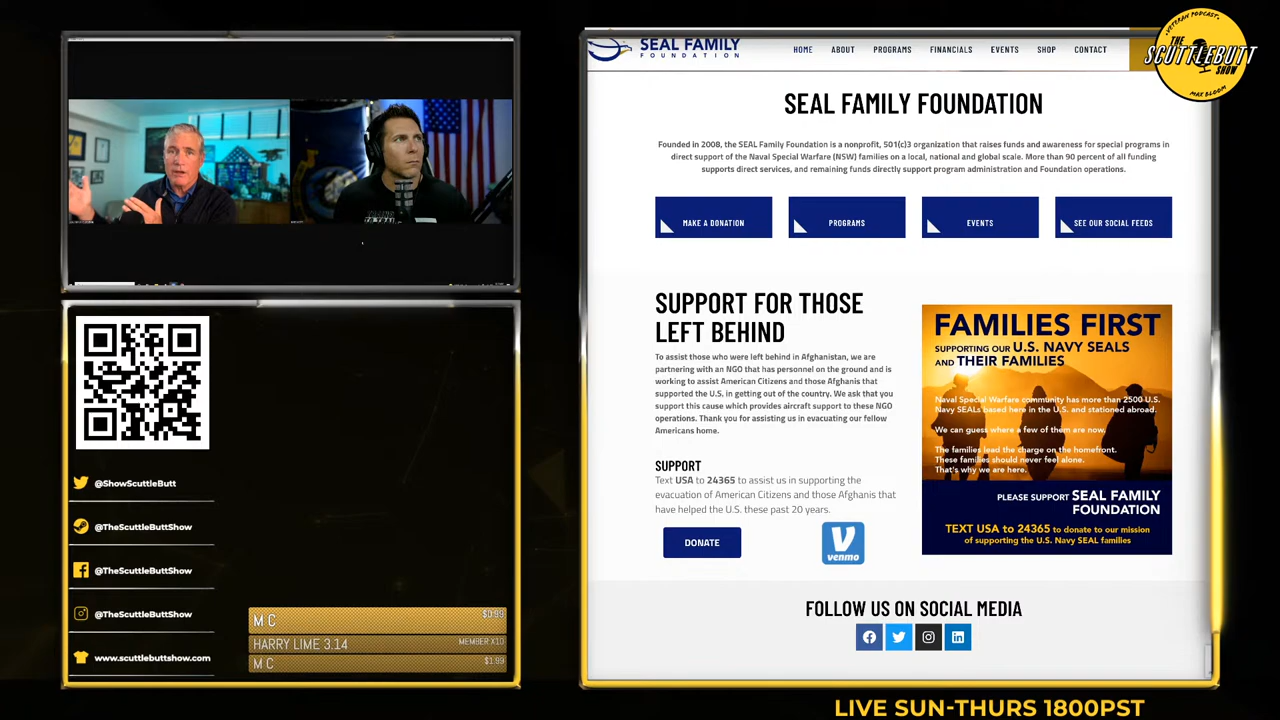 SEAL FAMILY
FOUNDATION
HOME
ABOUT
PROGRAMS
FINANCIALS
EVENTS
SHOP
CONTACT
VETERAN PODCAST
THE
SCUTTLEBUTT
SHOW
MAX BLOOM
SEAL FAMILY FOUNDATION
Founded in 2008, the SEAL Family Foundation is a nonprofit, 501(c)3 organization that raises funds and awareness for special programs in
direct support of the Naval Special Warfare (NSW) families on a local, national and global scale. More than 90 percent of all funding
supports direct services, and remaining funds directly support program administration and Foundation operations.
MAKE A DONATION
PROGRAMS
EVENTS
SEE OUR SOCIAL FEEDS
SUPPORT FOR THOSE
LEFT BEHIND
To assist those who were left behind in Afghanistan, we are
partnering with an NGO that has personnel on the ground and is
working to assist American Citizens and those Afghanis that
supported the U.S. in getting out of the country. We ask that you
support this cause which provides aircraft support to these NGO
operations. Thank you for assisting us in evacuating our fellow
Americans home.
SUPPORT
Text USA to 24365 to assist us in supporting the
evacuation of American Citizens and those Afghanis that
have helped the U.S. these past 20 years.
DONATE
venmo
FAMILIES FIRST
SUPPORTING OUR U.S. NAVY SEALS
AND THEIR FAMILIES
Naval Special Warfare community has more than 2500 U.S.
Navy SEALs based here in the U.S. and stationed abroad.
We can guess where a few of them are now.
The families lead the charge on the homefront.
These families should never feel alone.
That's why we are here.
PLEASE SUPPORT SEAL FAMILY
FOUNDATION
TEXT USA to 24365 to donate to our mission
of supporting the U.S. Navy SEAL families
FOLLOW US ON SOCIAL MEDIA
@ShowScuttleButt
@TheScuttleButtShow
@TheScuttleButtShow
@TheScuttleButtShow
www.scuttlebuttshow.com
M C $0.99
HARRY LIME 3.14 MEMBER X10
M C $1.99
LIVE SUN-THURS 1800PST